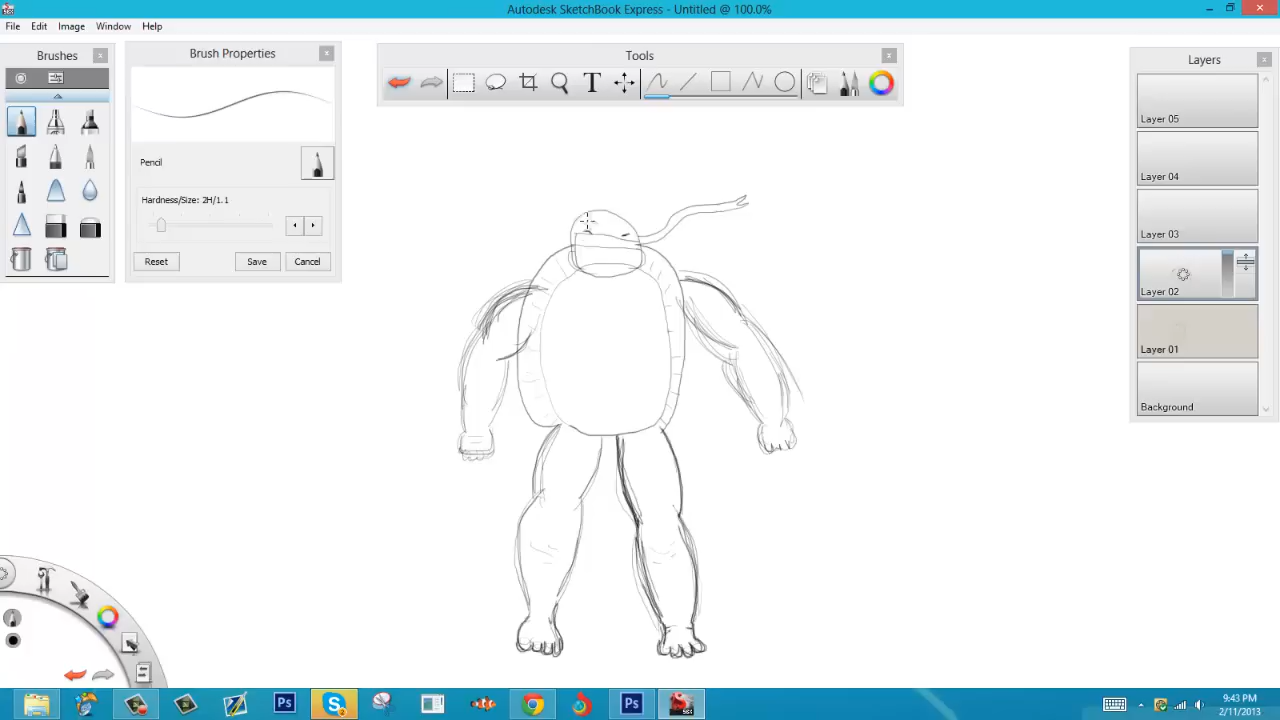 Autodesk SketchBook Express - Untitled @ 100.0%
File Edit Image Window Help
Brushes
Brush Properties
Tools
Layers
Pencil
Hardness/Size: 2H/1.1
Reset Save Cancel
Layer 05
Layer 04
Layer 03
Layer 02
Layer 01
Background
9:43 PM
2/11/2013